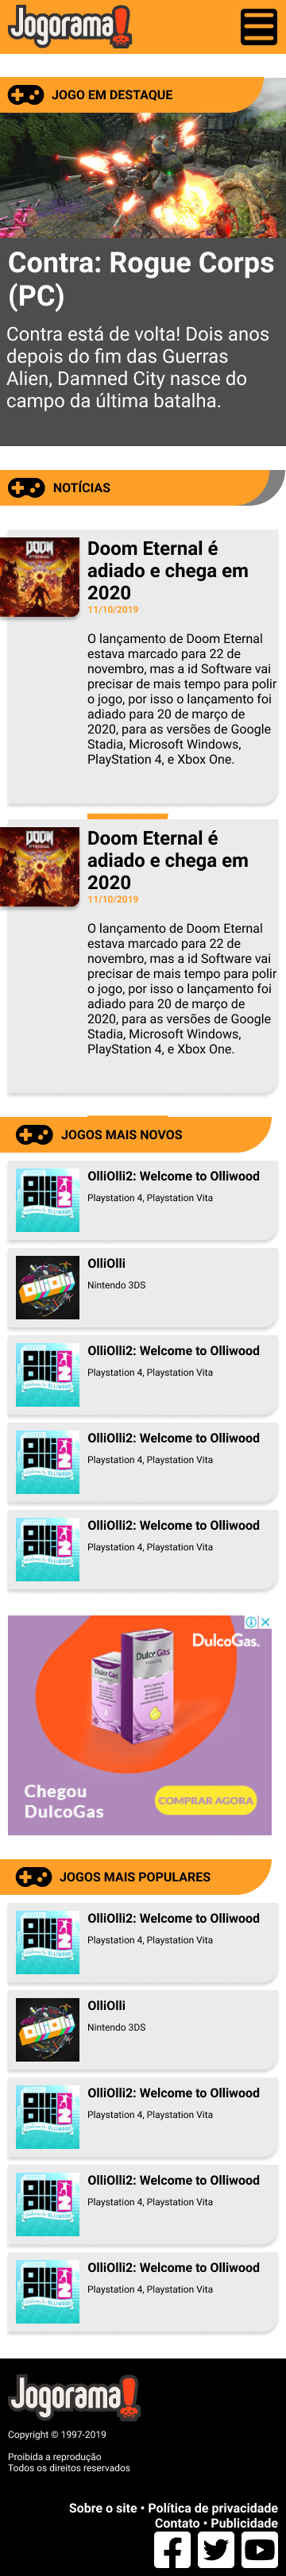 Jogorama!
JOGO EM DESTAQUE
Contra: Rogue Corps
(PC)
Contra está de volta! Dois anos
depois do fim das Guerras
Alien, Damned City nasce do
campo da última batalha.
NOTÍCIAS
DOOM
ETERNAL
Doom Eternal é
adiado e chega em
2020
11/10/2019
O lançamento de Doom Eternal
estava marcado para 22 de
novembro, mas a id Software vai
precisar de mais tempo para polir
o jogo, por isso o lançamento foi
adiado para 20 de março de
2020, para as versões de Google
Stadia, Microsoft Windows,
PlayStation 4, e Xbox One.
DOOM
ETERNAL
Doom Eternal é
adiado e chega em
2020
11/10/2019
O lançamento de Doom Eternal
estava marcado para 22 de
novembro, mas a id Software vai
precisar de mais tempo para polir
o jogo, por isso o lançamento foi
adiado para 20 de março de
2020, para as versões de Google
Stadia, Microsoft Windows,
PlayStation 4, e Xbox One.
JOGOS MAIS NOVOS
OlliOlli2: Welcome to Olliwood
Playstation 4, Playstation Vita
OlliOlli
Nintendo 3DS
OlliOlli2: Welcome to Olliwood
Playstation 4, Playstation Vita
OlliOlli2: Welcome to Olliwood
Playstation 4, Playstation Vita
OlliOlli2: Welcome to Olliwood
Playstation 4, Playstation Vita
DulcoGas.
DulcoGas
Chegou
DulcoGas
COMPRAR AGORA
JOGOS MAIS POPULARES
OlliOlli2: Welcome to Olliwood
Playstation 4, Playstation Vita
OlliOlli
Nintendo 3DS
OlliOlli2: Welcome to Olliwood
Playstation 4, Playstation Vita
OlliOlli2: Welcome to Olliwood
Playstation 4, Playstation Vita
OlliOlli2: Welcome to Olliwood
Playstation 4, Playstation Vita
Jogorama!
Copyright © 1997-2019
Proibida a reprodução
Todos os direitos reservados
Sobre o site • Política de privacidade
Contato • Publicidade